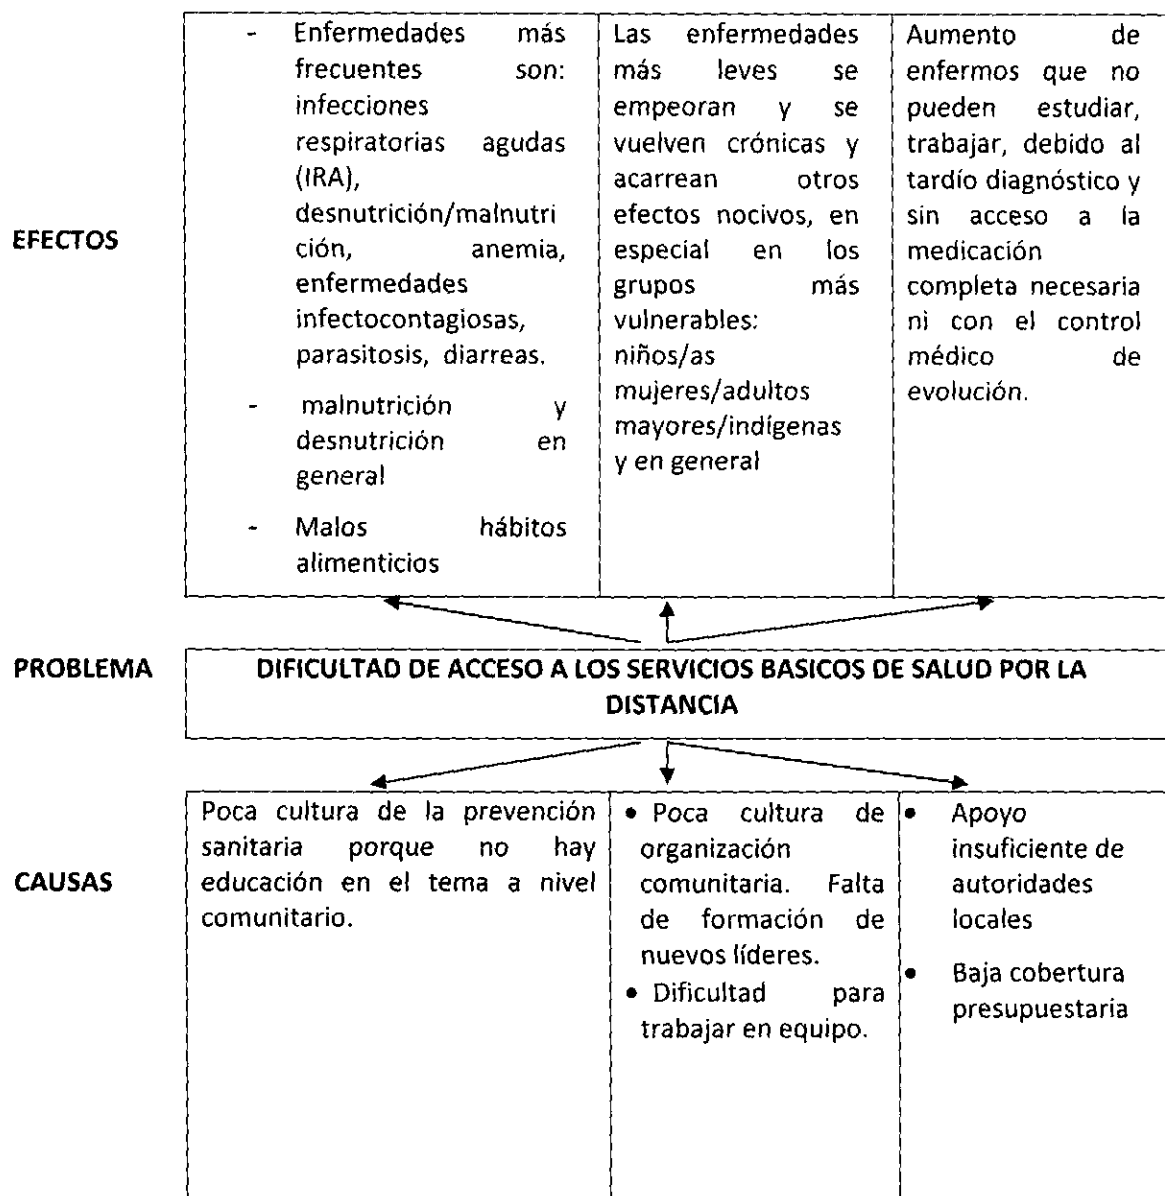 EFECTOS
- Enfermedades más
frecuentes son:
infecciones
respiratorias agudas
(IRA),
desnutrición/malnutri
ción, anemia,
enfermedades
infectocontagiosas,
parasitosis, diarreas.
- malnutrición y
desnutrición en
general
- Malos hábitos
alimenticios
Las enfermedades
más leves se
empeoran y se
vuelven crónicas y
acarrean otros
efectos nocivos, en
especial en los
grupos más
vulnerables:
niños/as
mujeres/adultos
mayores/indígenas
y en general
Aumento de
enfermos que no
pueden estudiar,
trabajar, debido al
tardío diagnóstico y
sin acceso a la
medicación
completa necesaria
ni con el control
médico de
evolución.
PROBLEMA
DIFICULTAD DE ACCESO A LOS SERVICIOS BASICOS DE SALUD POR LA
DISTANCIA
CAUSAS
Poca cultura de la prevención
sanitaria porque no hay
educación en el tema a nivel
comunitario.
• Poca cultura de
organización
comunitaria. Falta
de formación de
nuevos líderes.
• Dificultad para
trabajar en equipo.
• Apoyo
insuficiente de
autoridades
locales
• Baja cobertura
presupuestaria